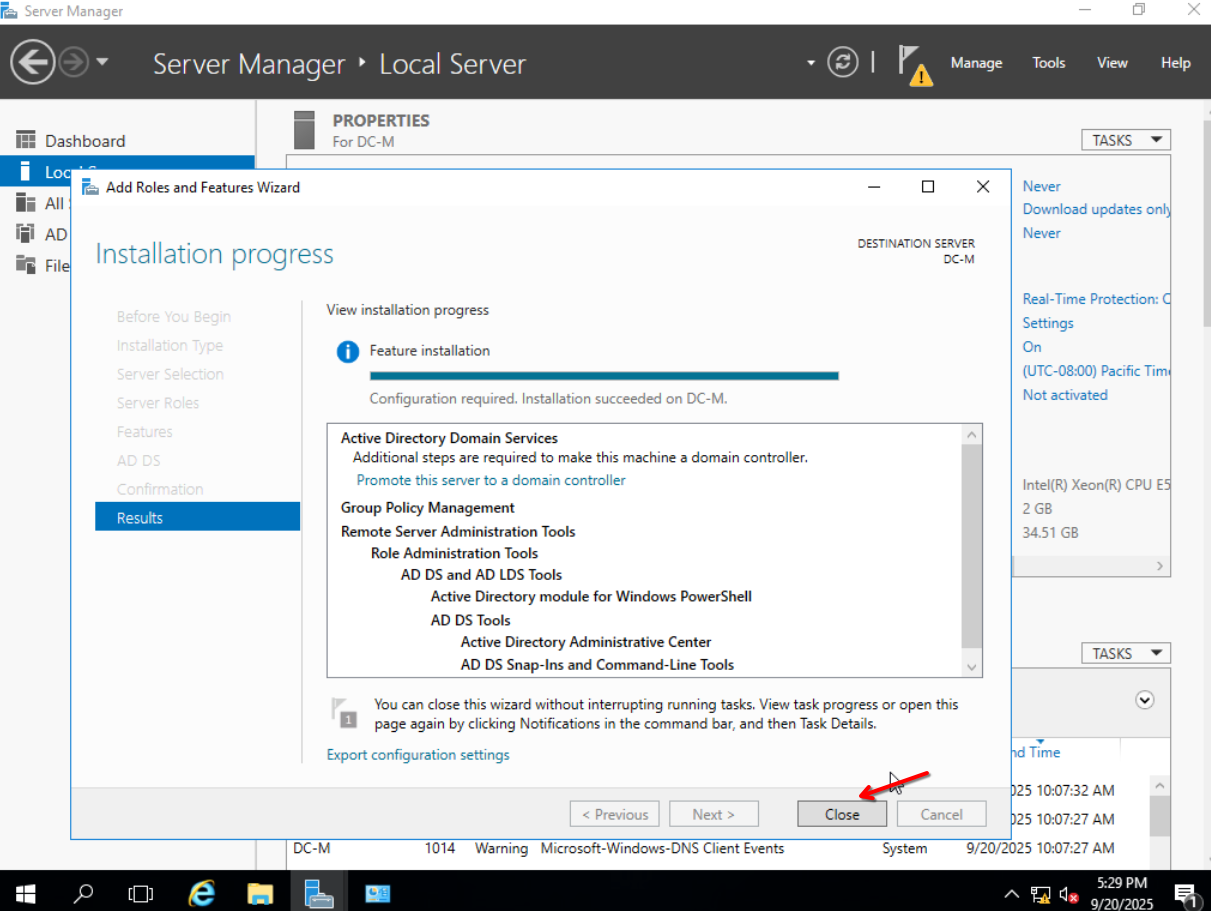 Server Manager
Server Manager ‣ Local Server
Manage Tools View Help
Dashboard
All
AD
File
PROPERTIES
For DC-M
TASKS
Never
Download updates only
Never
Real-Time Protection:
Settings
On
(UTC-08:00) Pacific Time
Not activated
Intel(R) Xeon(R) CPU E5
2 GB
34.51 GB
Add Roles and Features Wizard
Installation progress
DESTINATION SERVER
DC-M
Before You Begin
Installation Type
Server Selection
Server Roles
Features
AD DS
Confirmation
Results
View installation progress
Feature installation
Configuration required. Installation succeeded on DC-M.
Active Directory Domain Services
Additional steps are required to make this machine a domain controller.
Promote this server to a domain controller
Group Policy Management
Remote Server Administration Tools
Role Administration Tools
AD DS and AD LDS Tools
Active Directory module for Windows PowerShell
AD DS Tools
Active Directory Administrative Center
AD DS Snap-Ins and Command-Line Tools
1
You can close this wizard without interrupting running tasks. View task progress or open this
page again by clicking Notifications in the command bar, and then Task Details.
Export configuration settings
< Previous Next > Close Cancel
TASKS
nd Time
025 10:07:32 AM
025 10:07:27 AM
DC-M 1014 Warning Microsoft-Windows-DNS Client Events System 9/20/2025 10:07:27 AM
5:29 PM
9/20/2025
1